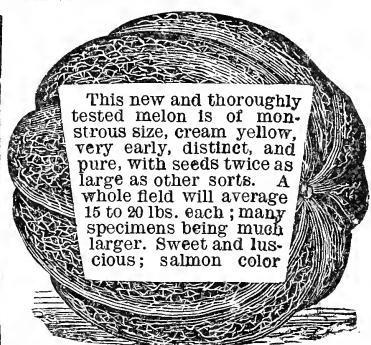 This new and thoroughly
tested melon is of mon-
strous size, cream yellow,
very early, distinct, and
pure, with seeds twice as
large as other sorts. A
whole field will average
15 to 20 lbs. each ; many
specimens being much
larger. Sweet and lus-
cious ; salmon color